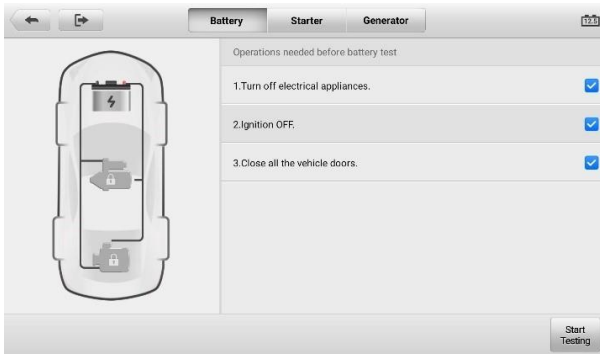 Battery Starter Generator
12.5
Operations needed before battery test
1.Turn off electrical appliances.
2.Ignition OFF.
3.Close all the vehicle doors.
Start
Testing